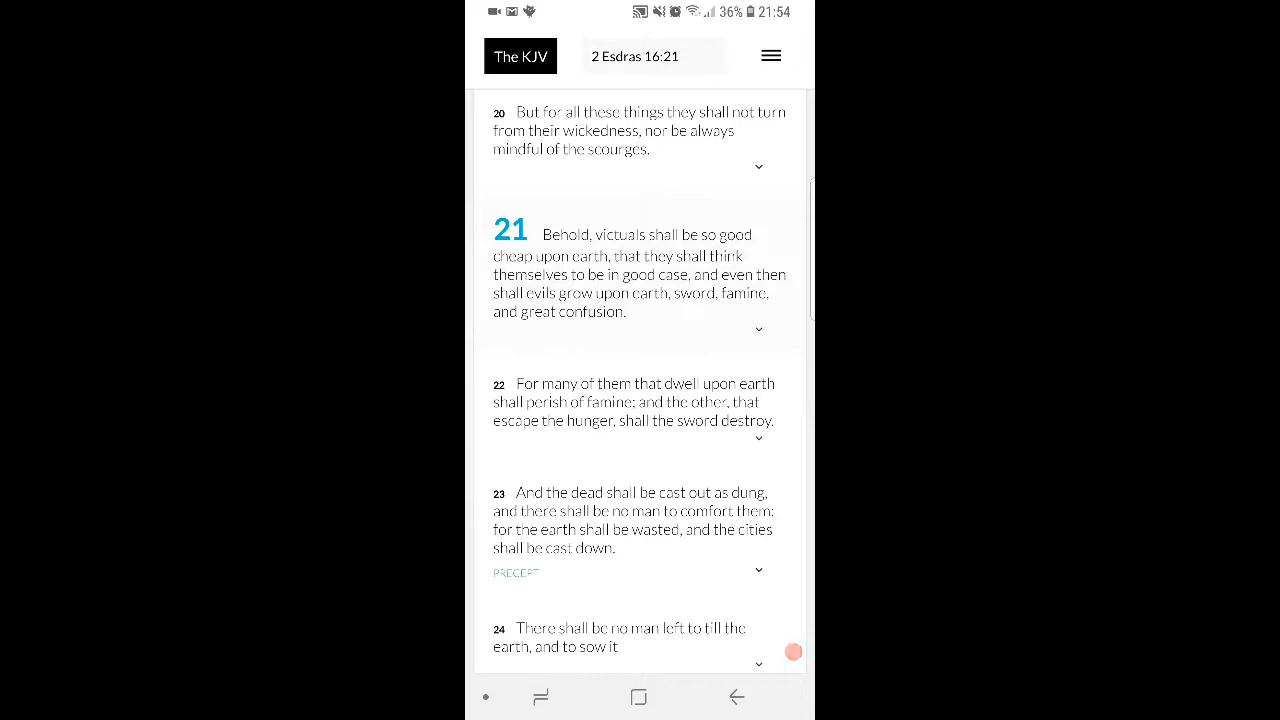 36% 21:54
The KJV
2 Esdras 16:21
20 But for all these things they shall not turn
from their wickedness, nor be always
mindful of the scourges.
21 Behold, victuals shall be so good
cheap upon earth, that they shall think
themselves to be in good case, and even then
shall evils grow upon earth, sword, famine,
and great confusion.
22 For many of them that dwell upon earth
shall perish of famine; and the other, that
escape the hunger, shall the sword destroy.
23 And the dead shall be cast out as dung,
and there shall be no man to comfort them:
for the earth shall be wasted, and the cities
shall be cast down.
PRECEPT
24 There shall be no man left to till the
earth, and to sow it